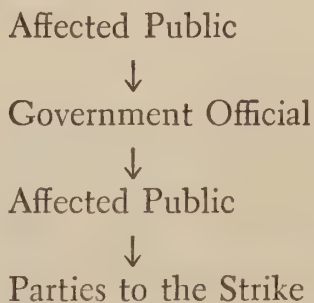 Affected Public
↓
Government Official
↓
Affected Public
↓
Parties to the Strike